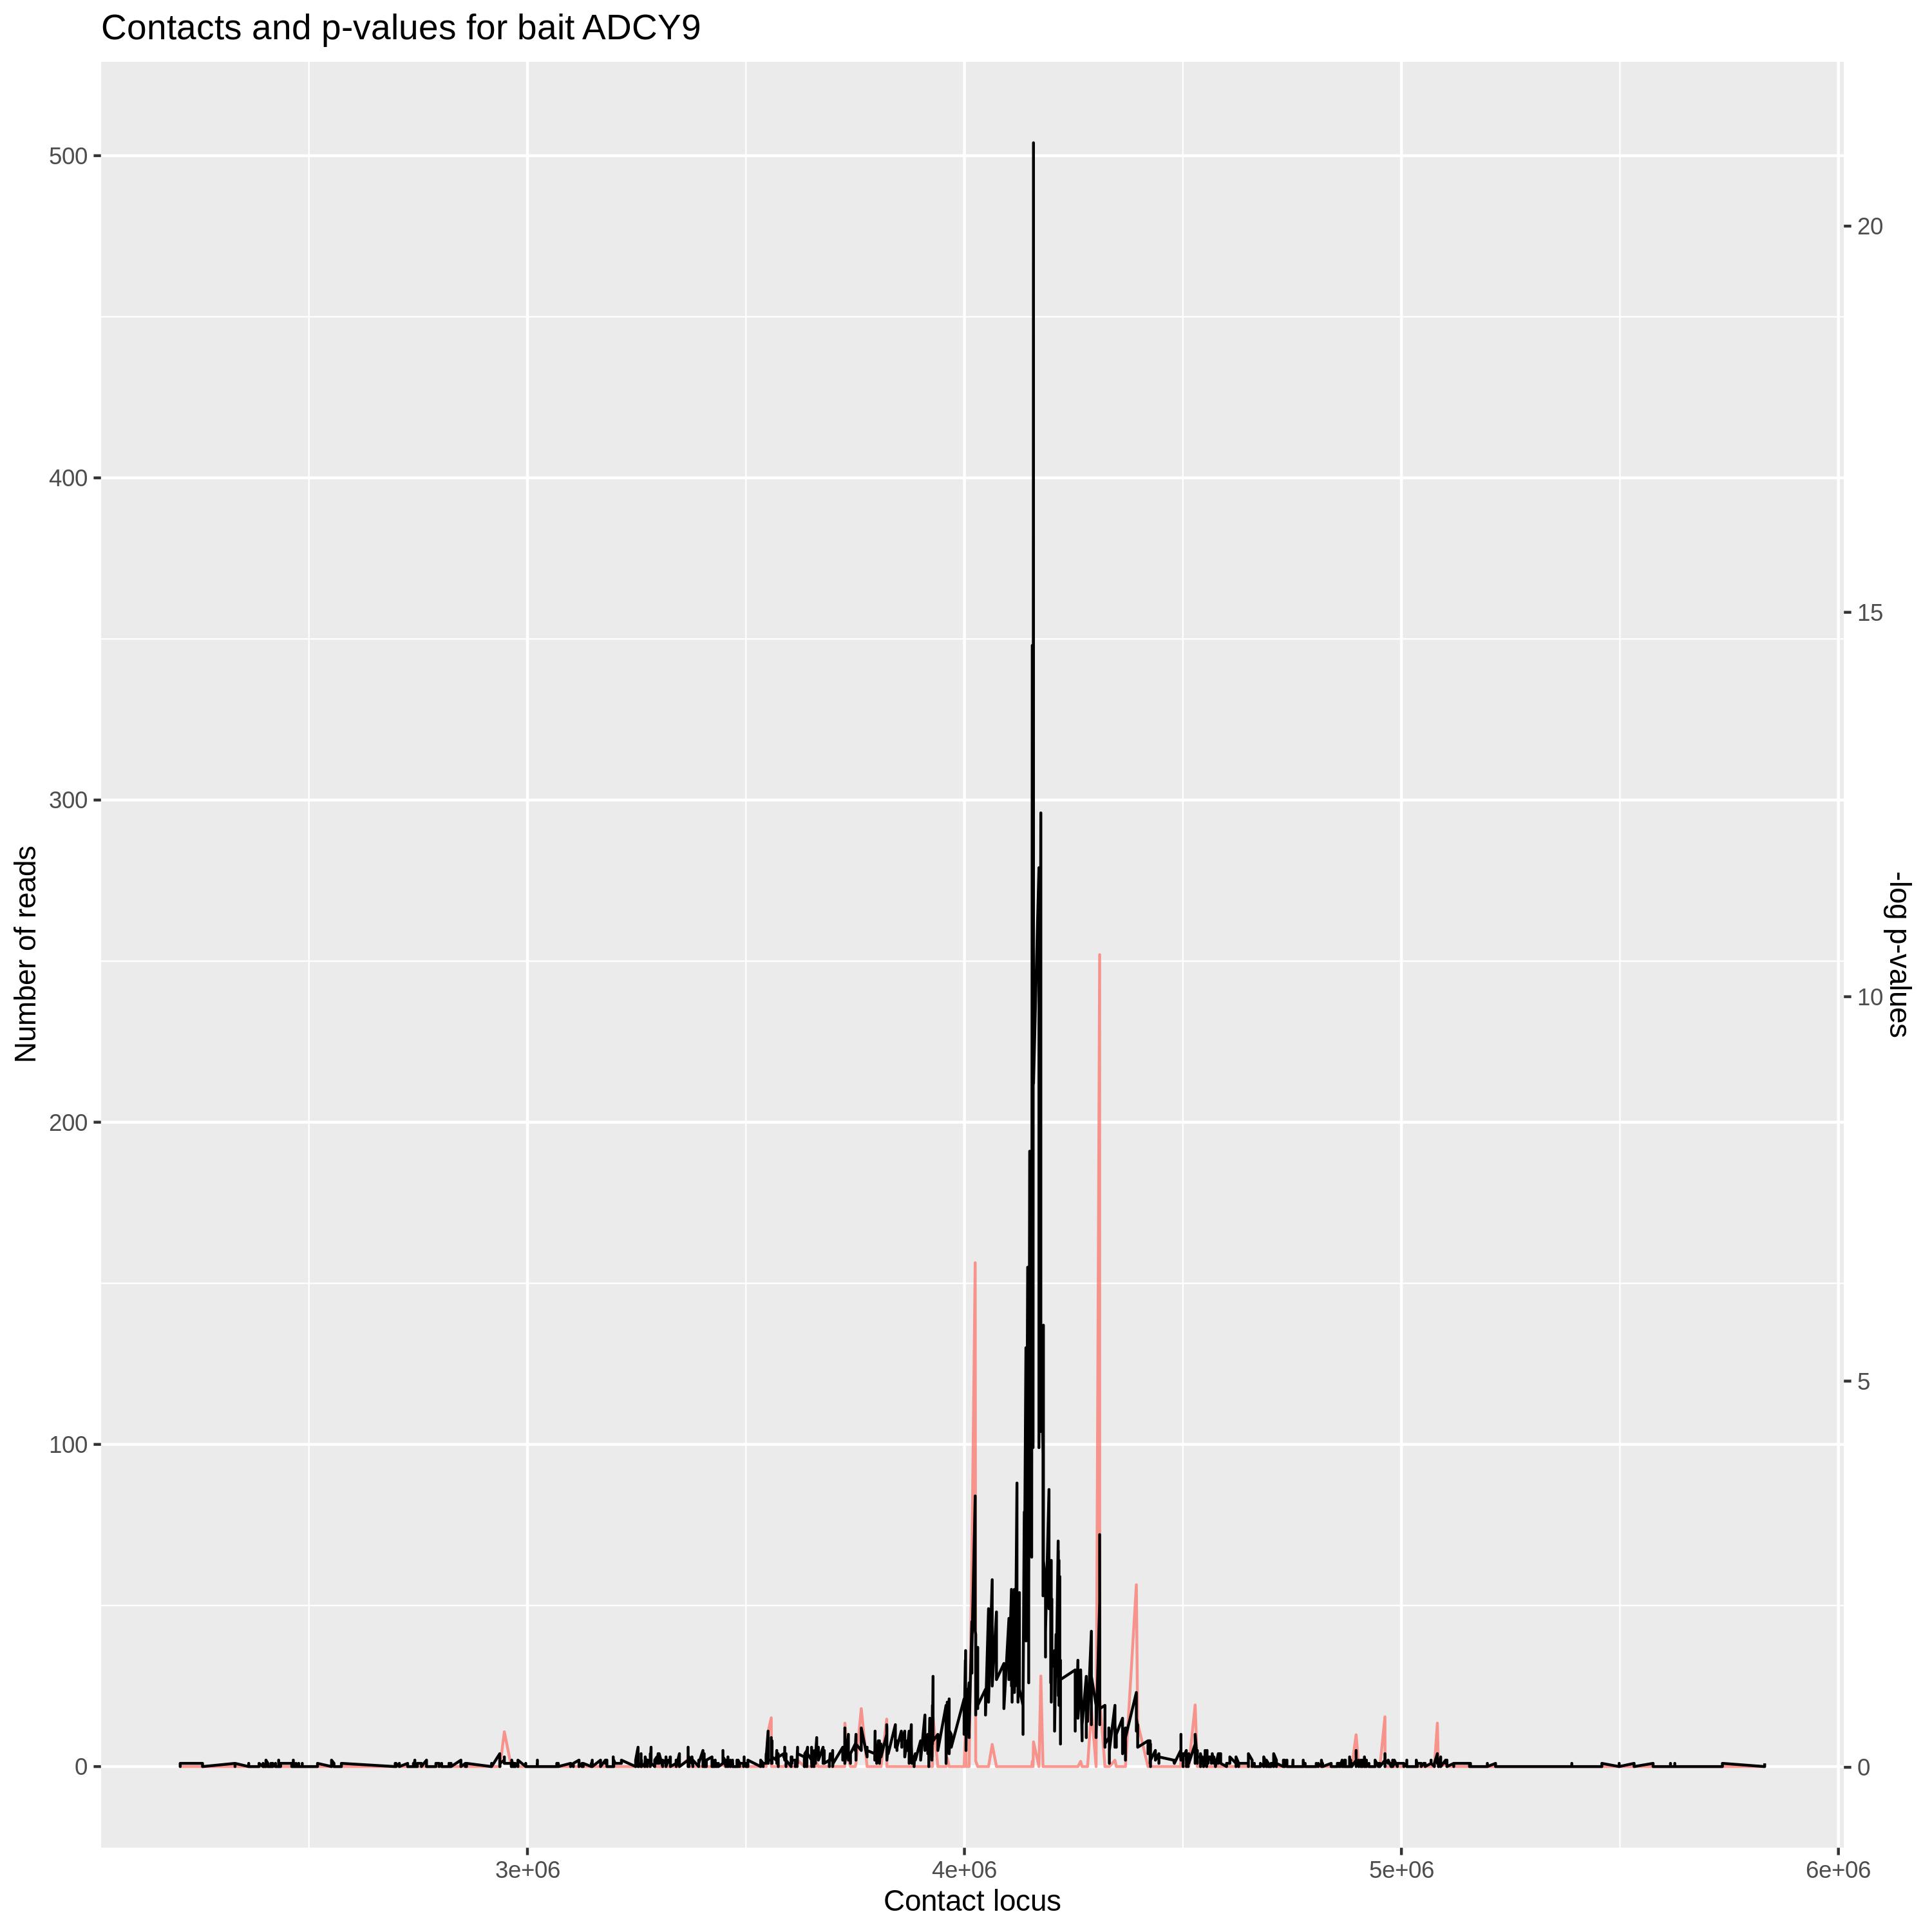 Contacts and p-values for bait ADCY9
500
400
300
200
100
0
Number of reads
20
15
10
5
0
-log p-values
3e+06
4e+06
5e+06
6e+06
Contact locus